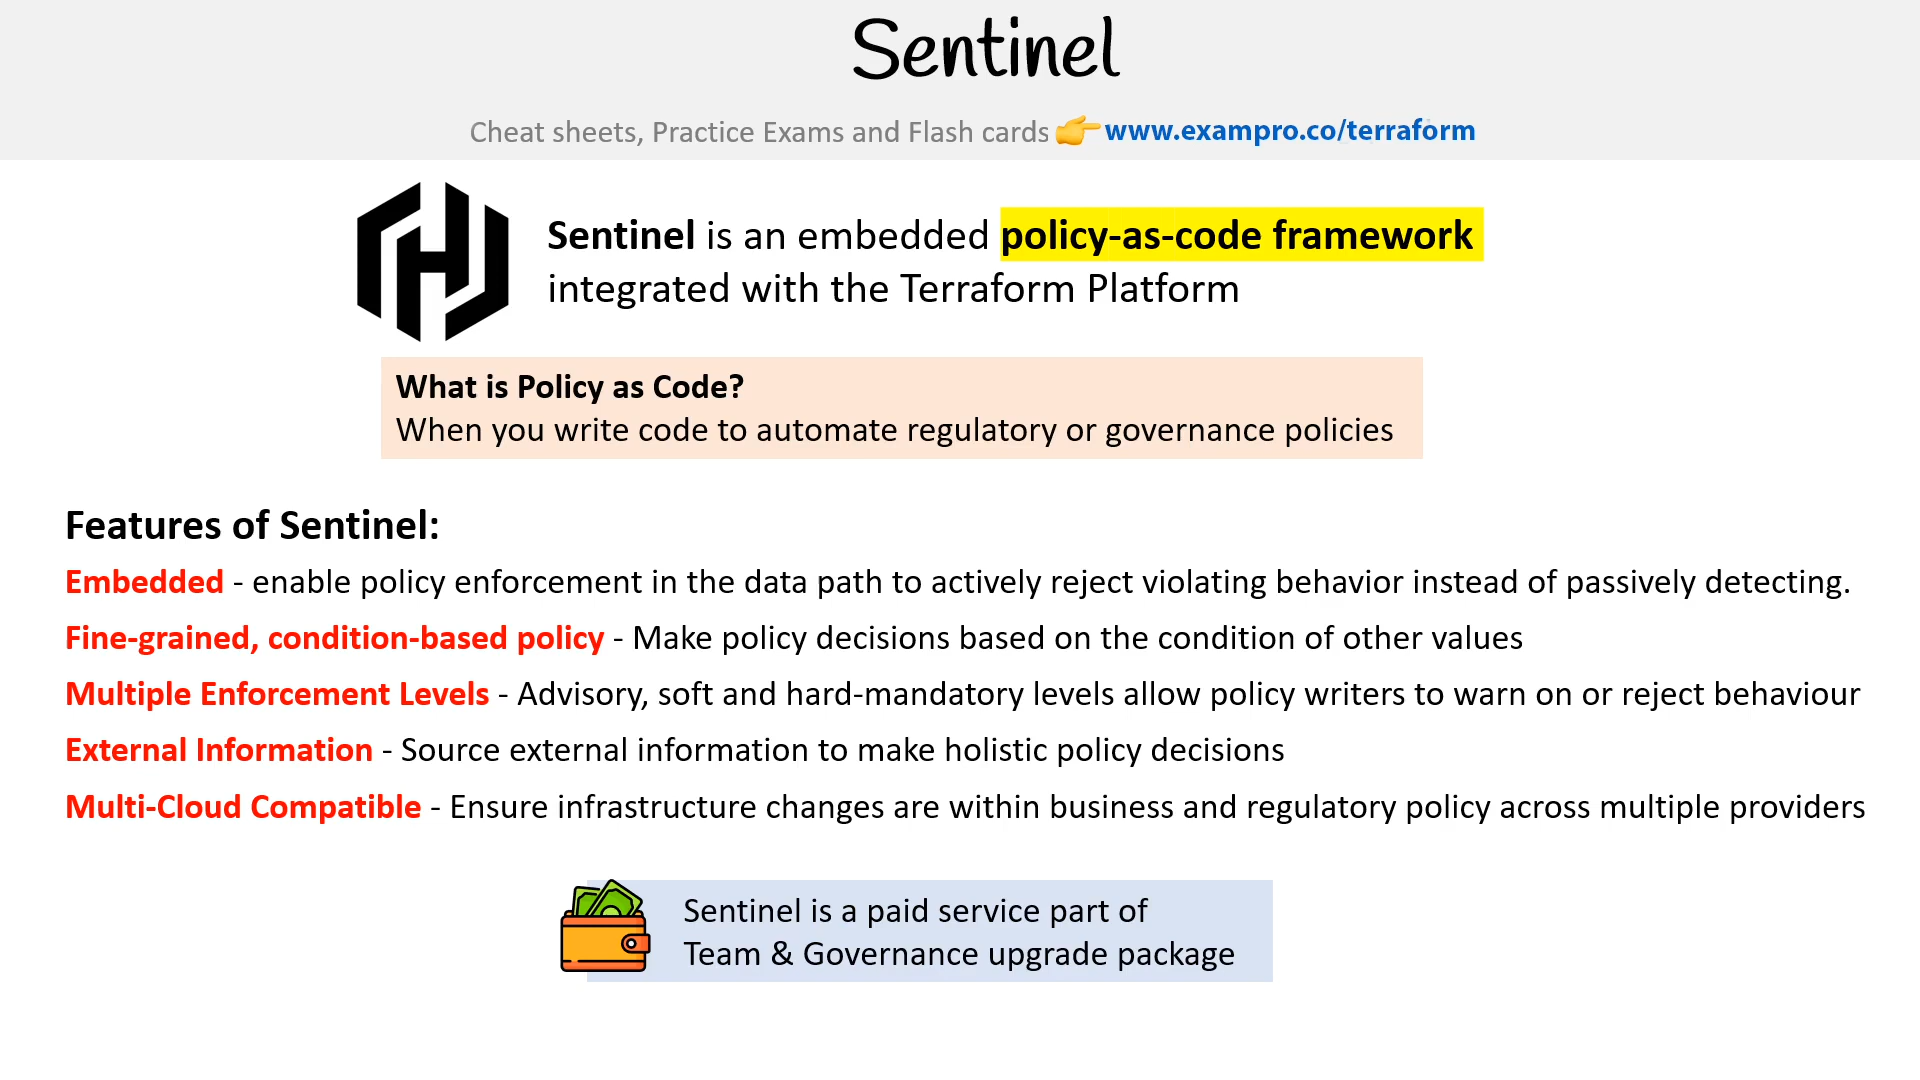 Sentinel
Cheat sheets, Practice Exams and Flash cards 👉 www.exampro.co/terraform
Sentinel is an embedded policy-as-code framework
integrated with the Terraform Platform
What is Policy as Code?
When you write code to automate regulatory or governance policies
Features of Sentinel:
Embedded - enable policy enforcement in the data path to actively reject violating behavior instead of passively detecting.
Fine-grained, condition-based policy - Make policy decisions based on the condition of other values
Multiple Enforcement Levels - Advisory, soft and hard-mandatory levels allow policy writers to warn on or reject behaviour
External Information - Source external information to make holistic policy decisions
Multi-Cloud Compatible - Ensure infrastructure changes are within business and regulatory policy across multiple providers
Sentinel is a paid service part of
Team & Governance upgrade package